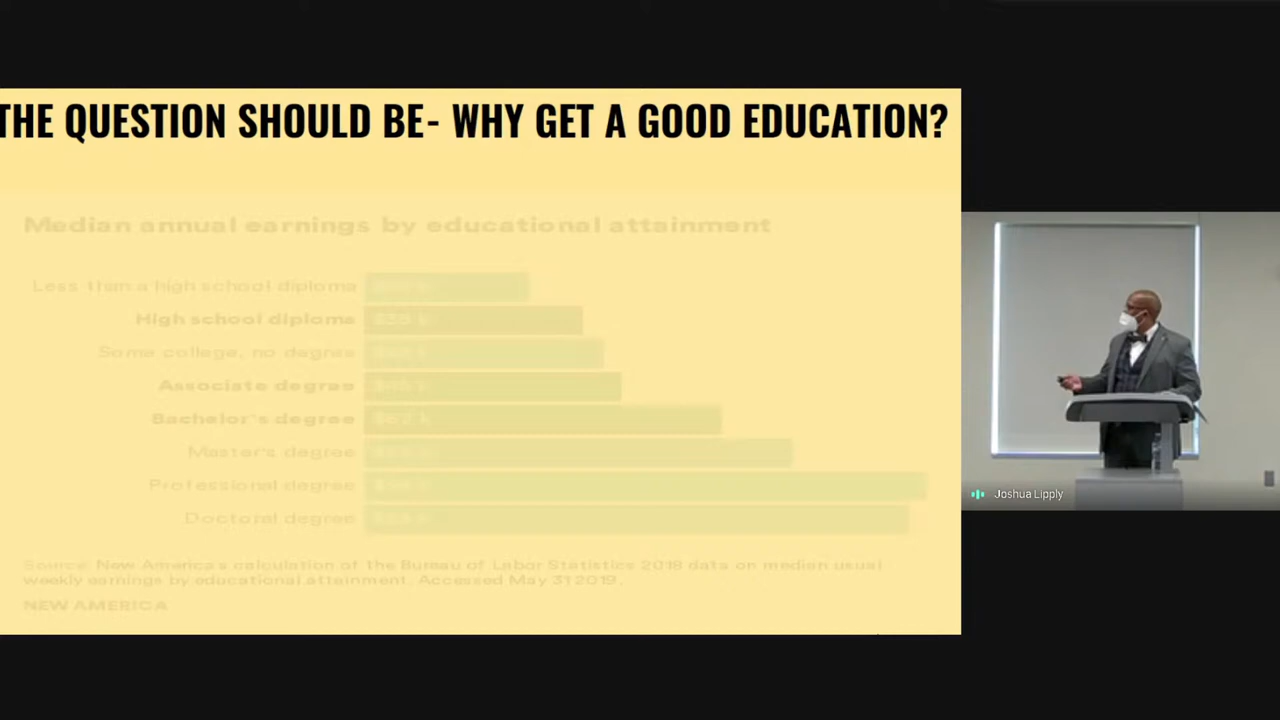 THE QUESTION SHOULD BE- WHY GET A GOOD EDUCATION?
Median annual earnings by educational attainment
Less than a high school diploma
High school diploma
Some college, no degree
Associate degree
Bachelor's degree
Master's degree
Professional degree
Doctoral degree
Source: New America's calculation of the Bureau of Labor Statistics 2018 data on median usual
weekly earnings by educational attainment. Accessed May 31 2019.
NEW AMERICA
Joshua Lipply